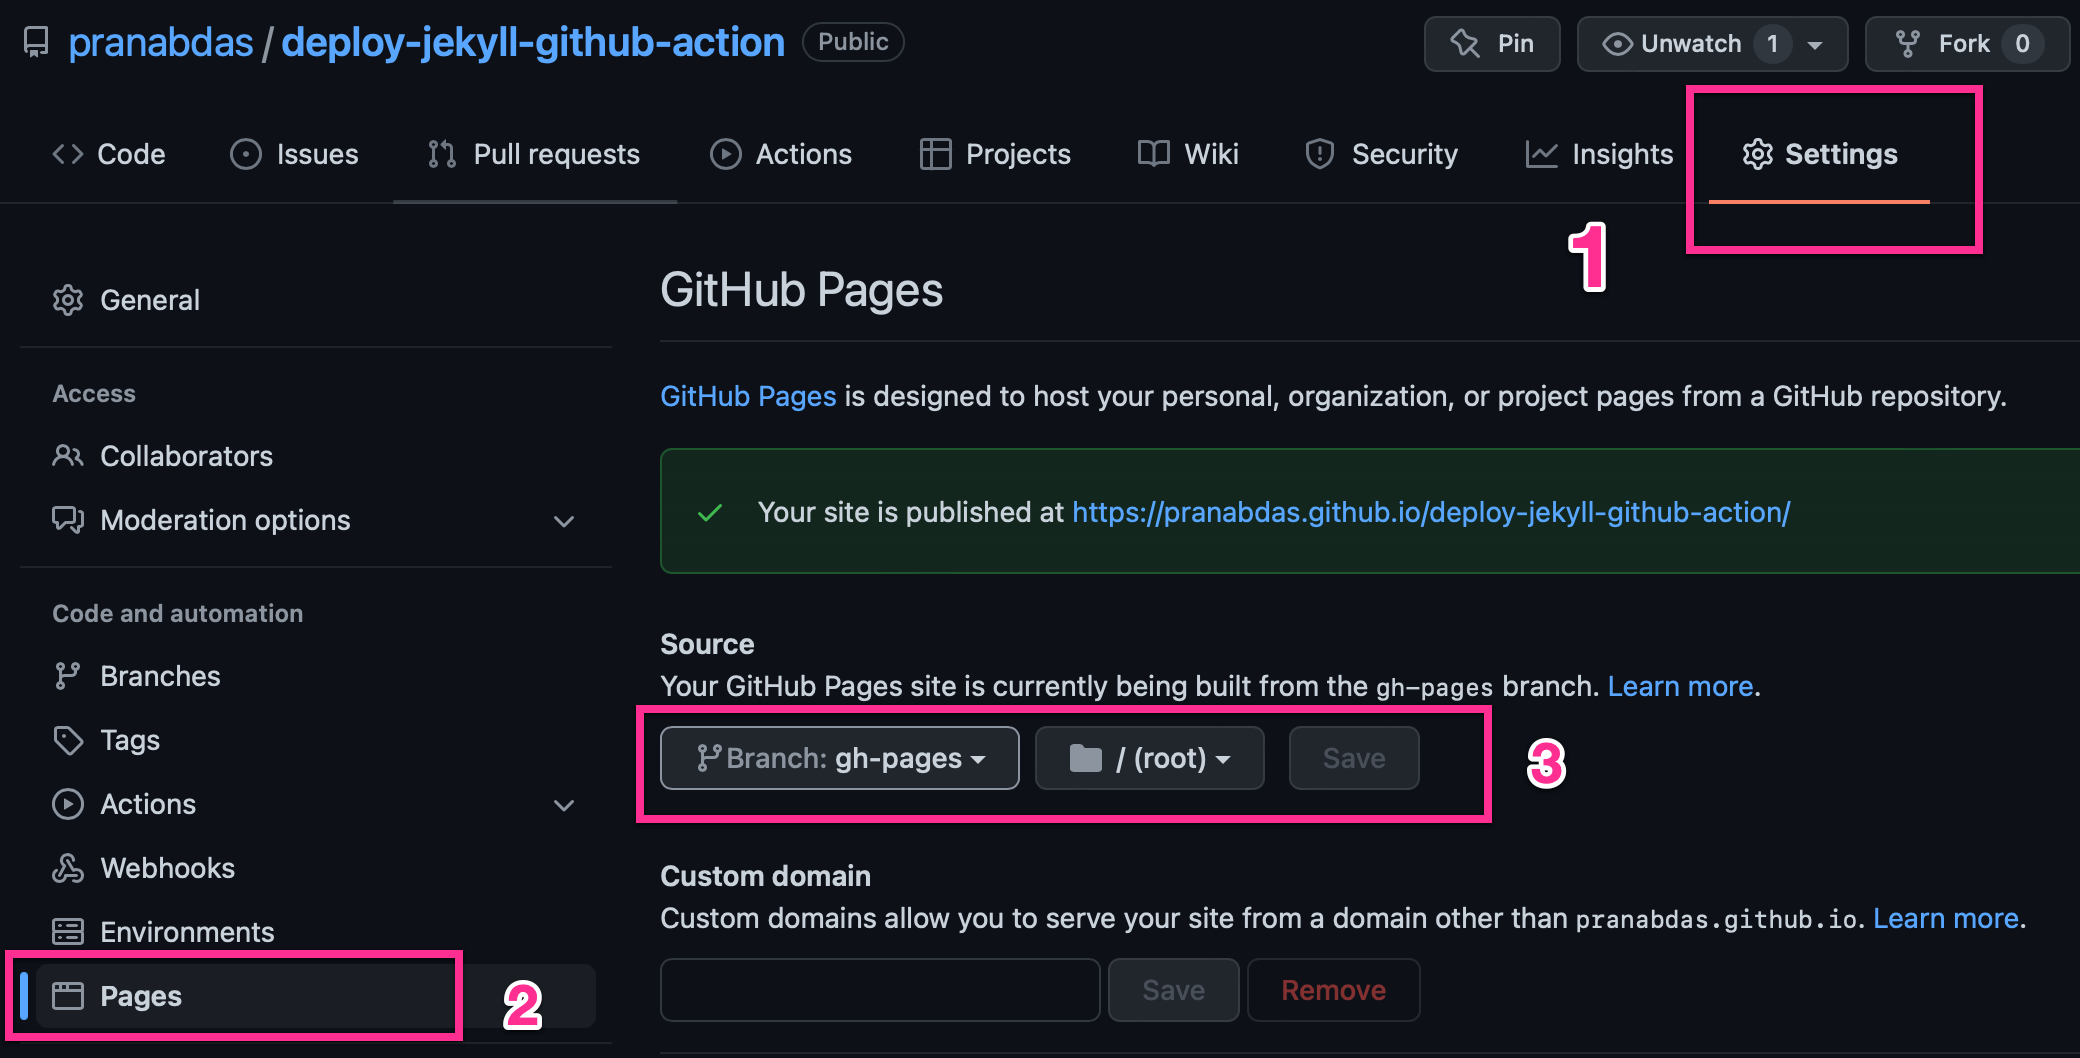 pranabdas / deploy-jekyll-github-action Public Pin Unwatch 1 Fork 0
Code Issues Pull requests Actions Projects Wiki Security Insights Settings
1
General
Access
Collaborators
Moderation options
Code and automation
Branches
Tags
Actions
Webhooks
Environments
Pages
2
GitHub Pages
GitHub Pages is designed to host your personal, organization, or project pages from a GitHub repository.
Your site is published at https://pranabdas.github.io/deploy-jekyll-github-action/
Source
Your GitHub Pages site is currently being built from the gh-pages branch. Learn more.
Branch: gh-pages / (root) Save
3
Custom domain
Custom domains allow you to serve your site from a domain other than pranabdas.github.io. Learn more.
Save Remove